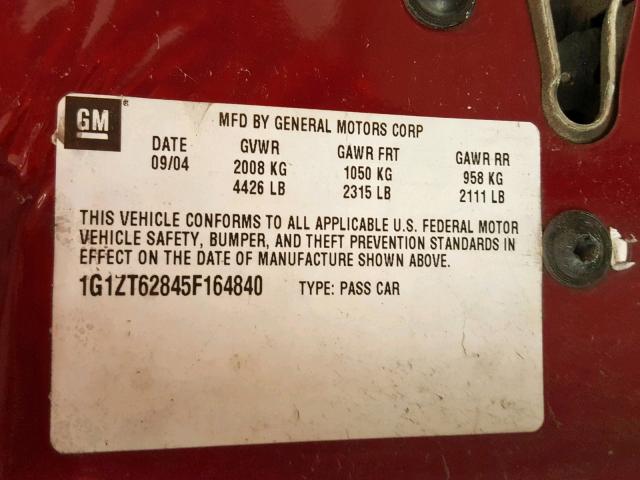 GM ®
MFD BY GENERAL MOTORS CORP
DATE GVWR GAWR FRT GAWR RR
09/04 2008 KG 1050 KG 958 KG
4426 LB 2315 LB 2111 LB
THIS VEHICLE CONFORMS TO ALL APPLICABLE U.S. FEDERAL MOTOR
VEHICLE SAFETY, BUMPER, AND THEFT PREVENTION STANDARDS IN
EFFECT ON THE DATE OF MANUFACTURE SHOWN ABOVE.
1G1ZT62845F164840 TYPE: PASS CAR